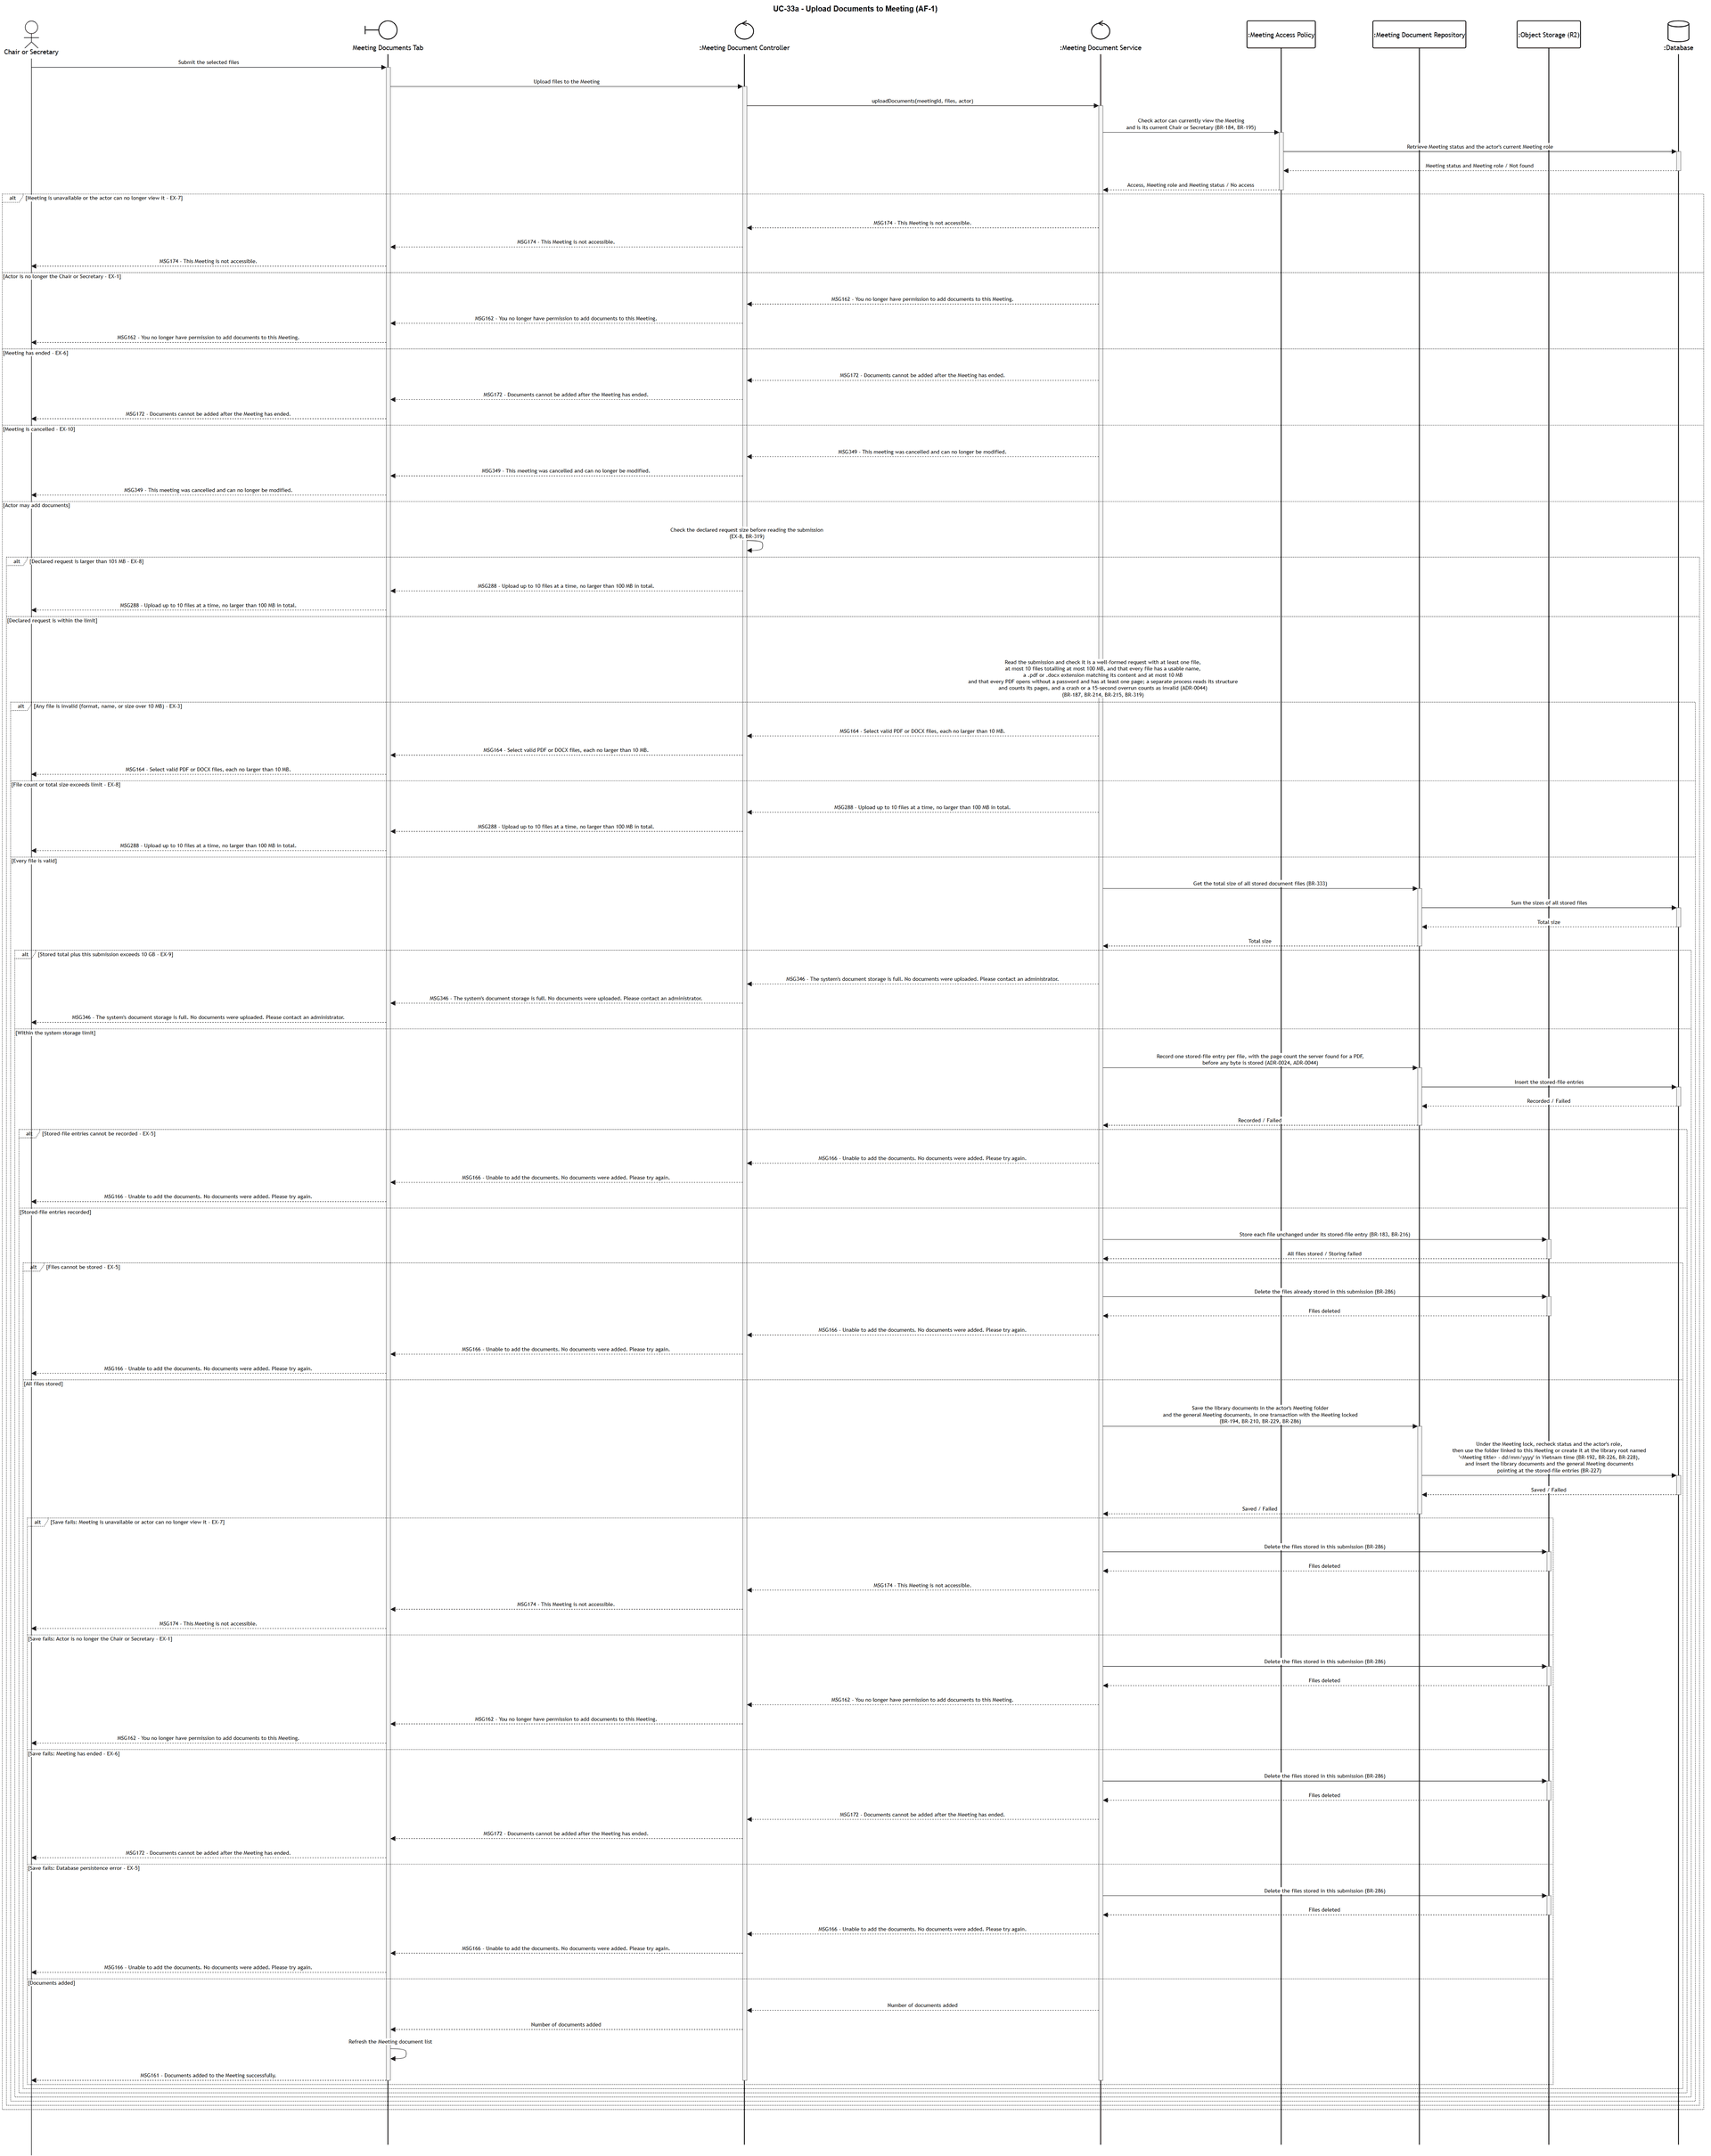 UC-33a - Upload Documents to Meeting (AF-1)
Chair or Secretary
Meeting Documents Tab
:Meeting Document Controller
:Meeting Document Service
:Meeting Access Policy
:Meeting Document Repository
:Object Storage (R2)
:Database
Submit the selected files
Upload files to the Meeting
uploadDocuments(meetingId, files, actor)
Check actor can currently view the Meeting
and is its current Chair or Secretary (BR-184, BR-195)
Retrieve Meeting status and the actor's current Meeting role
Meeting status and Meeting role / Not found
Access, Meeting role and Meeting status / No access
alt
[Meeting is unavailable or the actor can no longer view it - EX-7]
MSG174 - This Meeting is not accessible.
MSG174 - This Meeting is not accessible.
MSG174 - This Meeting is not accessible.
[Actor is no longer the Chair or Secretary - EX-1]
MSG162 - You no longer have permission to add documents to this Meeting.
MSG162 - You no longer have permission to add documents to this Meeting.
MSG162 - You no longer have permission to add documents to this Meeting.
[Meeting has ended - EX-6]
MSG172 - Documents cannot be added after the Meeting has ended.
MSG172 - Documents cannot be added after the Meeting has ended.
MSG172 - Documents cannot be added after the Meeting has ended.
[Meeting is cancelled - EX-10]
MSG349 - This meeting was cancelled and can no longer be modified.
MSG349 - This meeting was cancelled and can no longer be modified.
MSG349 - This meeting was cancelled and can no longer be modified.
[Actor may add documents]
Check the declared request size before reading the submission
(EX-8, BR-319)
alt
[Declared request is larger than 101 MB - EX-8]
MSG288 - Upload up to 10 files at a time, no larger than 100 MB in total.
MSG288 - Upload up to 10 files at a time, no larger than 100 MB in total.
[Declared request is within the limit]
Read the submission and check it is a well-formed request with at least one file,
at most 10 files totalling at most 100 MB, and that every file has a usable name,
a .pdf or .docx extension matching its content and at most 10 MB
and that every PDF opens without a password and has at least one page; a separate process reads its structure
and counts its pages, and a crash or a 15-second overrun counts as invalid (ADR-0044)
(BR-187, BR-214, BR-215, BR-319)
alt
[Any file is invalid (format, name, or size over 10 MB) - EX-3]
MSG164 - Select valid PDF or DOCX files, each no larger than 10 MB.
MSG164 - Select valid PDF or DOCX files, each no larger than 10 MB.
MSG164 - Select valid PDF or DOCX files, each no larger than 10 MB.
[File count or total size exceeds limit - EX-8]
MSG288 - Upload up to 10 files at a time, no larger than 100 MB in total.
MSG288 - Upload up to 10 files at a time, no larger than 100 MB in total.
MSG288 - Upload up to 10 files at a time, no larger than 100 MB in total.
[Every file is valid]
Get the total size of all stored document files (BR-333)
Sum the sizes of all stored files
Total size
Total size
alt
[Stored total plus this submission exceeds 10 GB - EX-9]
MSG346 - The system's document storage is full. No documents were uploaded. Please contact an administrator.
MSG346 - The system's document storage is full. No documents were uploaded. Please contact an administrator.
MSG346 - The system's document storage is full. No documents were uploaded. Please contact an administrator.
[Within the system storage limit]
Record one stored-file entry per file, with the page count the server found for a PDF,
before any byte is stored (ADR-0024, ADR-0044)
Insert the stored-file entries
Recorded / Failed
Recorded / Failed
alt
[Stored-file entries cannot be recorded - EX-5]
MSG166 - Unable to add the documents. No documents were added. Please try again.
MSG166 - Unable to add the documents. No documents were added. Please try again.
MSG166 - Unable to add the documents. No documents were added. Please try again.
[Stored-file entries recorded]
Store each file unchanged under its stored-file entry (BR-183, BR-216)
All files stored / Storing failed
alt
[Files cannot be stored - EX-5]
Delete the files already stored in this submission (BR-286)
Files deleted
MSG166 - Unable to add the documents. No documents were added. Please try again.
MSG166 - Unable to add the documents. No documents were added. Please try again.
MSG166 - Unable to add the documents. No documents were added. Please try again.
[All files stored]
Save the library documents in the actor's Meeting folder
and the general Meeting documents, in one transaction with the Meeting locked
(BR-194, BR-210, BR-229, BR-286)
Under the Meeting lock, recheck status and the actor's role,
then use the folder linked to this Meeting or create it at the library root named
'<Meeting title> - dd/mm/yyyy' in Vietnam time (BR-192, BR-226, BR-228),
and insert the library documents and the general Meeting documents
pointing at the stored-file entries (BR-227)
Saved / Failed
Saved / Failed
alt
[Save fails: Meeting is unavailable or actor can no longer view it - EX-7]
Delete the files stored in this submission (BR-286)
Files deleted
MSG174 - This Meeting is not accessible.
MSG174 - This Meeting is not accessible.
MSG174 - This Meeting is not accessible.
[Save fails: Actor is no longer the Chair or Secretary - EX-1]
Delete the files stored in this submission (BR-286)
Files deleted
MSG162 - You no longer have permission to add documents to this Meeting.
MSG162 - You no longer have permission to add documents to this Meeting.
MSG162 - You no longer have permission to add documents to this Meeting.
[Save fails: Meeting has ended - EX-6]
Delete the files stored in this submission (BR-286)
Files deleted
MSG172 - Documents cannot be added after the Meeting has ended.
MSG172 - Documents cannot be added after the Meeting has ended.
MSG172 - Documents cannot be added after the Meeting has ended.
[Save fails: Database persistence error - EX-5]
Delete the files stored in this submission (BR-286)
Files deleted
MSG166 - Unable to add the documents. No documents were added. Please try again.
MSG166 - Unable to add the documents. No documents were added. Please try again.
MSG166 - Unable to add the documents. No documents were added. Please try again.
[Documents added]
Number of documents added
Number of documents added
Refresh the Meeting document list
MSG161 - Documents added to the Meeting successfully.